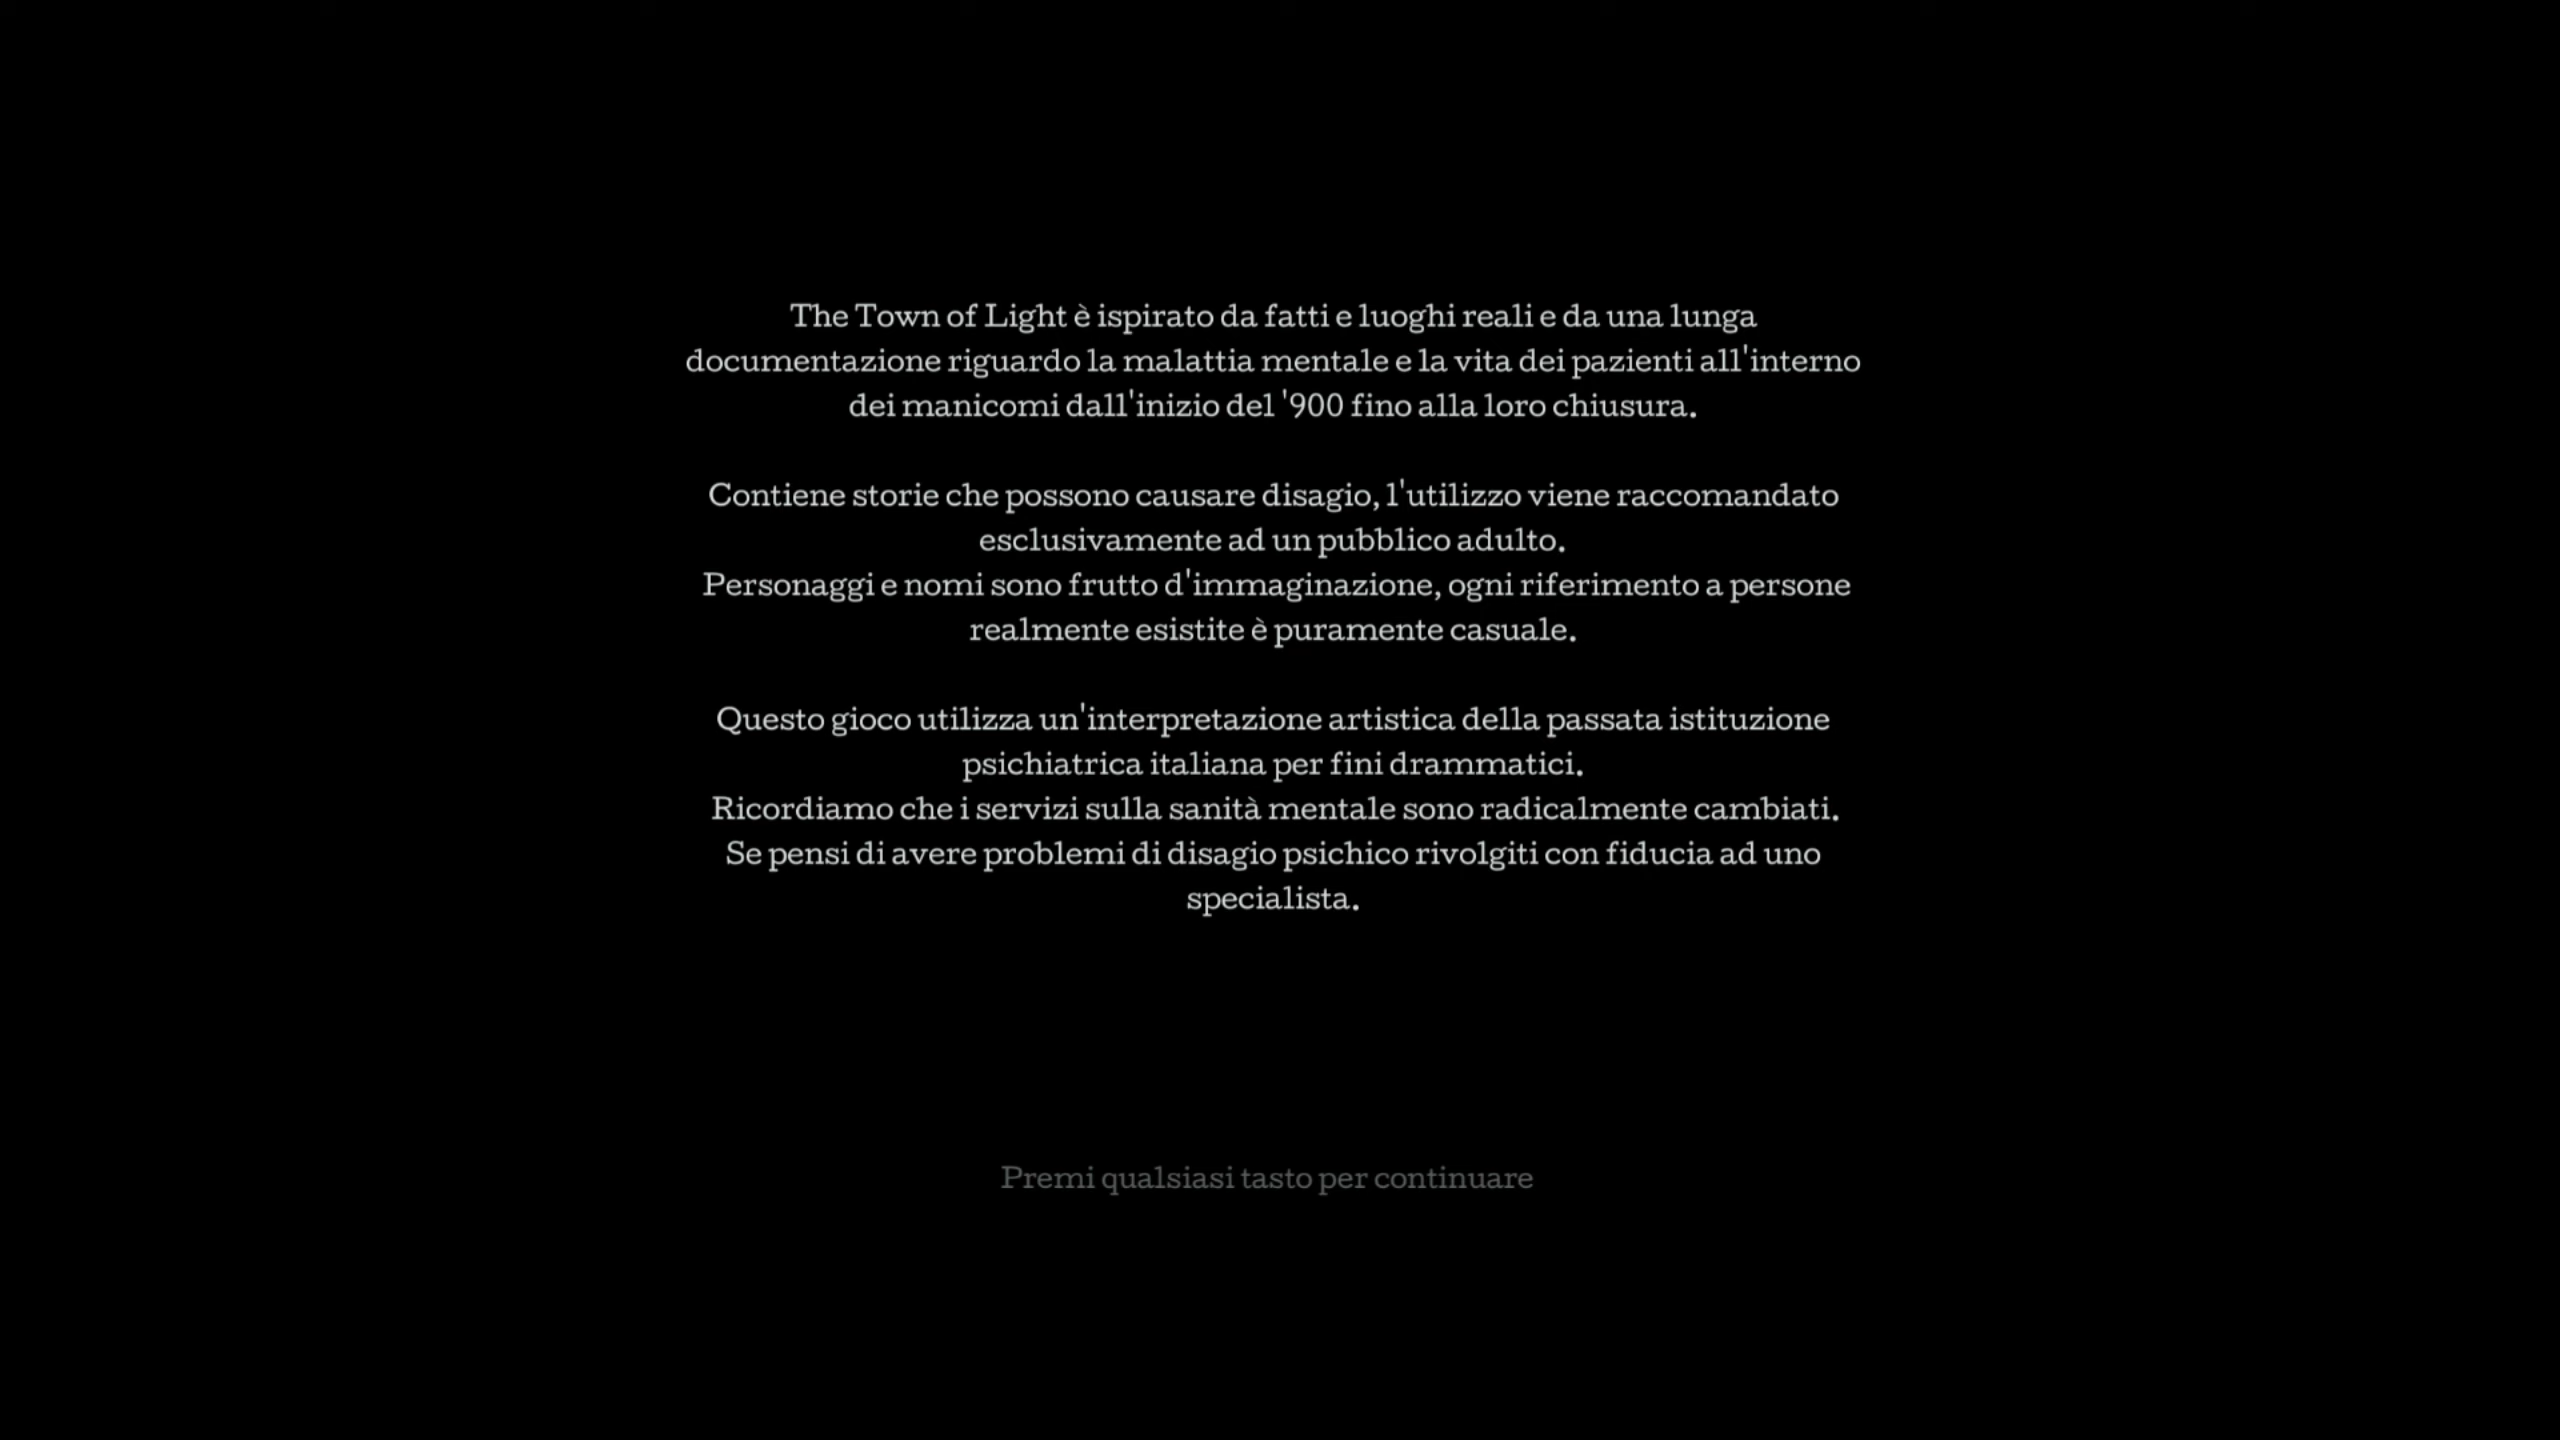 The Town of Light è ispirato da fatti e luoghi reali e da una lunga
documentazione riguardo la malattia mentale e la vita dei pazienti all'interno
dei manicomi dall'inizio del '900 fino alla loro chiusura.
Contiene storie che possono causare disagio, l'utilizzo viene raccomandato
esclusivamente ad un pubblico adulto.
Personaggi e nomi sono frutto d'immaginazione, ogni riferimento a persone
realmente esistite è puramente casuale.
Questo gioco utilizza un'interpretazione artistica della passata istituzione
psichiatrica italiana per fini drammatici.
Ricordiamo che i servizi sulla sanità mentale sono radicalmente cambiati.
Se pensi di avere problemi di disagio psichico rivolgiti con fiducia ad uno
specialista.
Premi qualsiasi tasto per continuare